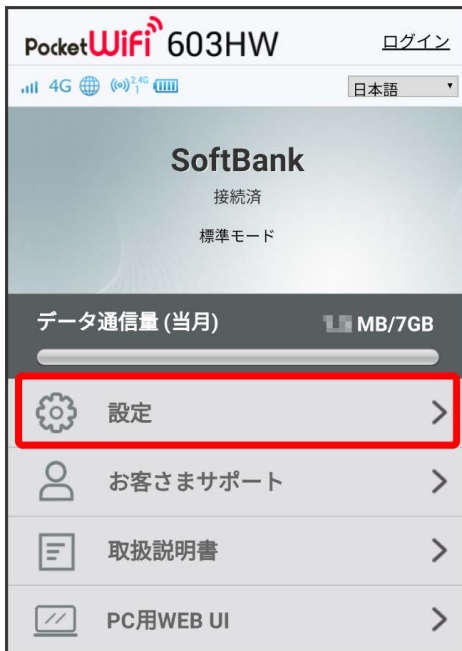 Pocket WiFi 603HW ログイン
4G 2.4G 1 日本語
SoftBank
接続済
標準モード
データ通信量 (当月) MB/7GB
設定
お客さまサポート
取扱説明書
PC用WEB UI